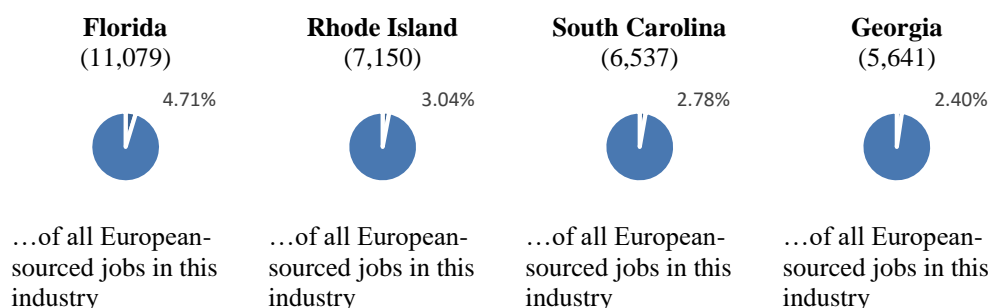 Florida
(11,079)
4.71%
…of all European-
sourced jobs in this
industry
Rhode Island
(7,150)
3.04%
…of all European-
sourced jobs in this
industry
South Carolina
(6,537)
2.78%
…of all European-
sourced jobs in this
industry
Georgia
(5,641)
2.40%
…of all European-
sourced jobs in this
industry